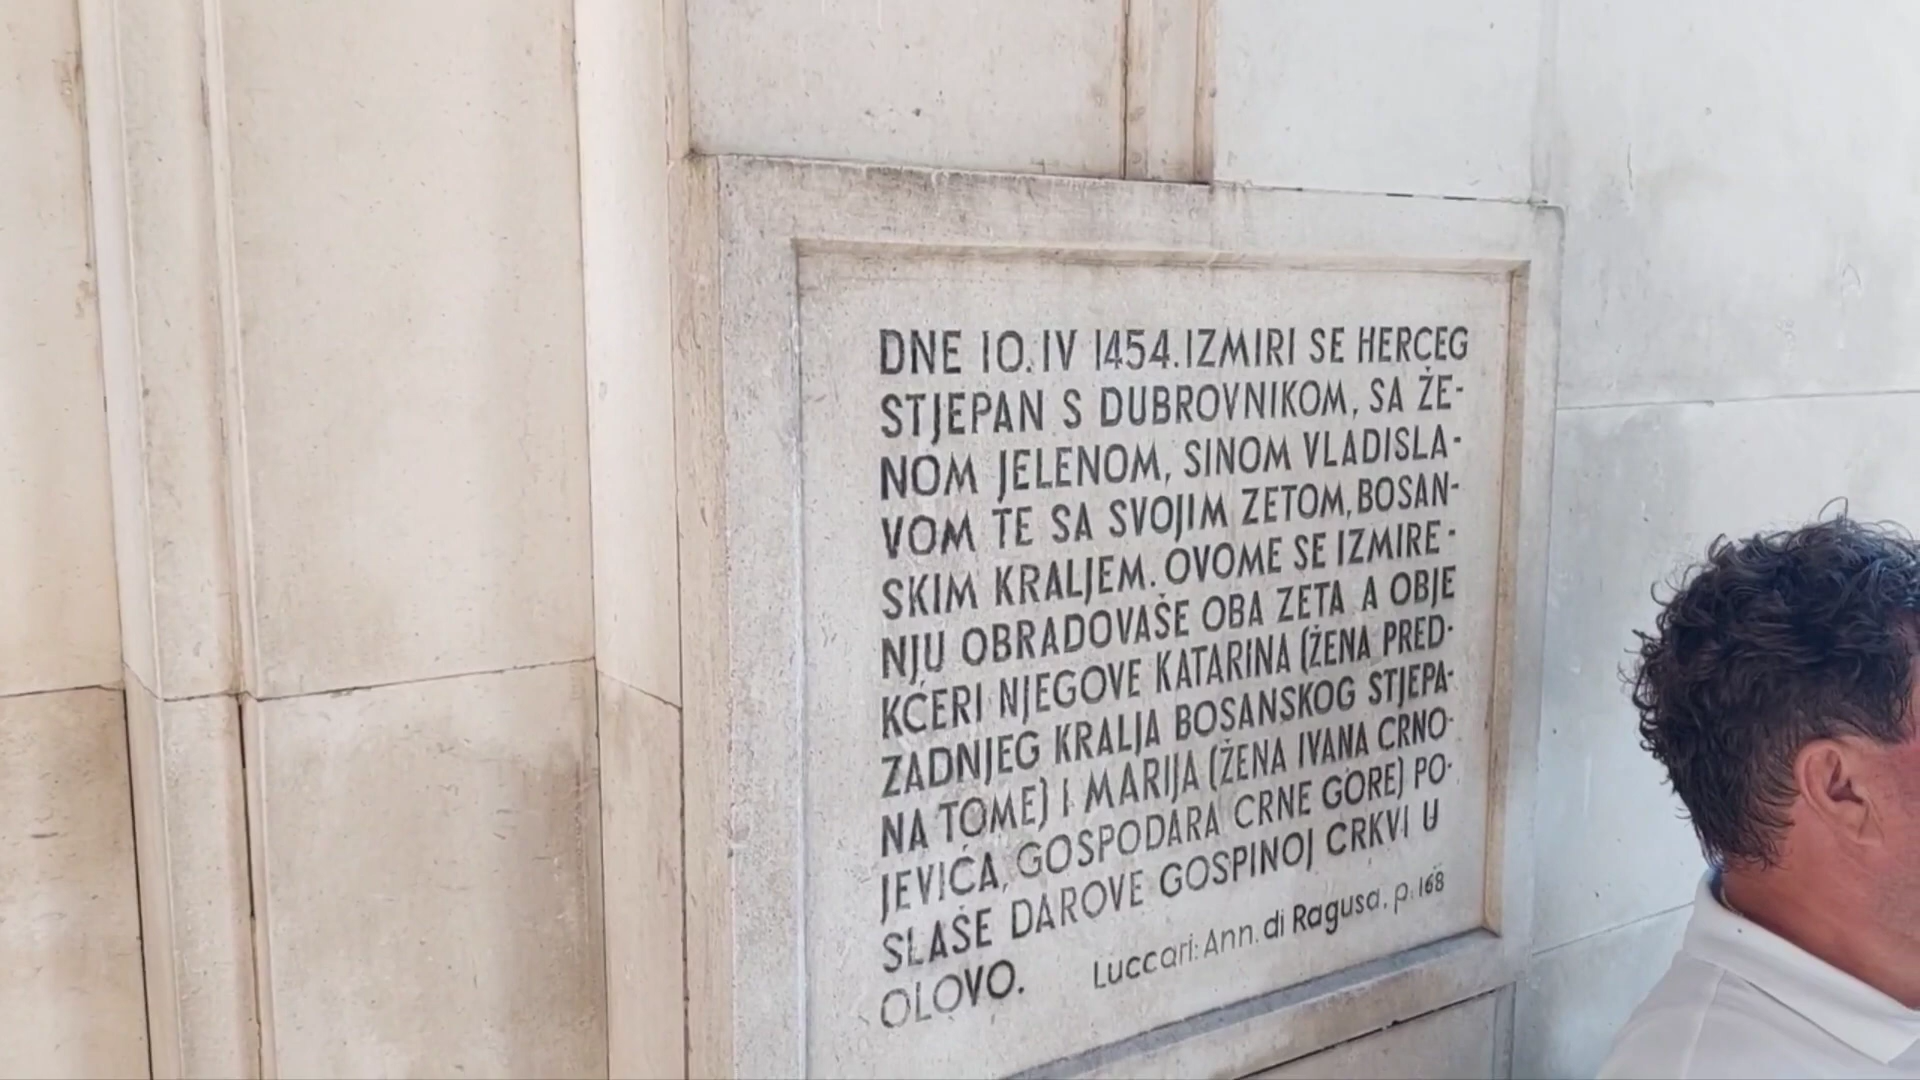 DNE 10. IV 1454. IZMIRI SE HERCEG
STJEPAN S DUBROVNIKOM, SA ŽE-
NOM JELENOM, SINOM VLADISLA-
VOM TE SA SVOJIM ZETOM, BOSAN-
SKIM KRALJEM. OVOME SE IZMIRE-
NJU OBRADOVAŠE OBA ZETA A OBJE
KĆERI NJEGOVE KATARINA (ŽENA PRED-
ZADNJEG KRALJA BOSANSKOG STJEPA-
NA TOME) I MARIJA (ŽENA IVANA CRNO-
JEVIĆA, GOSPODARA CRNE GORE) PO-
SLAŠE DAROVE GOSPINOJ CRKVI U
OLOVO.
Luccari: Ann. di Ragusa, p. 168